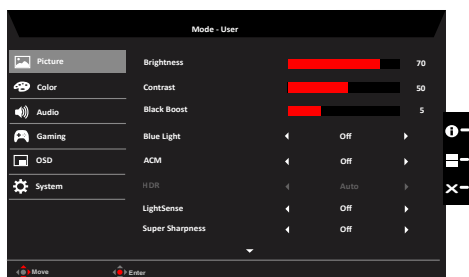 Mode - User
Picture
Brightness 70
Color
Contrast 50
Audio
Black Boost 5
Gaming
Blue Light Off
OSD
ACM Off
System
HDR Auto
LightSense Off
Super Sharpness Off
Move Enter